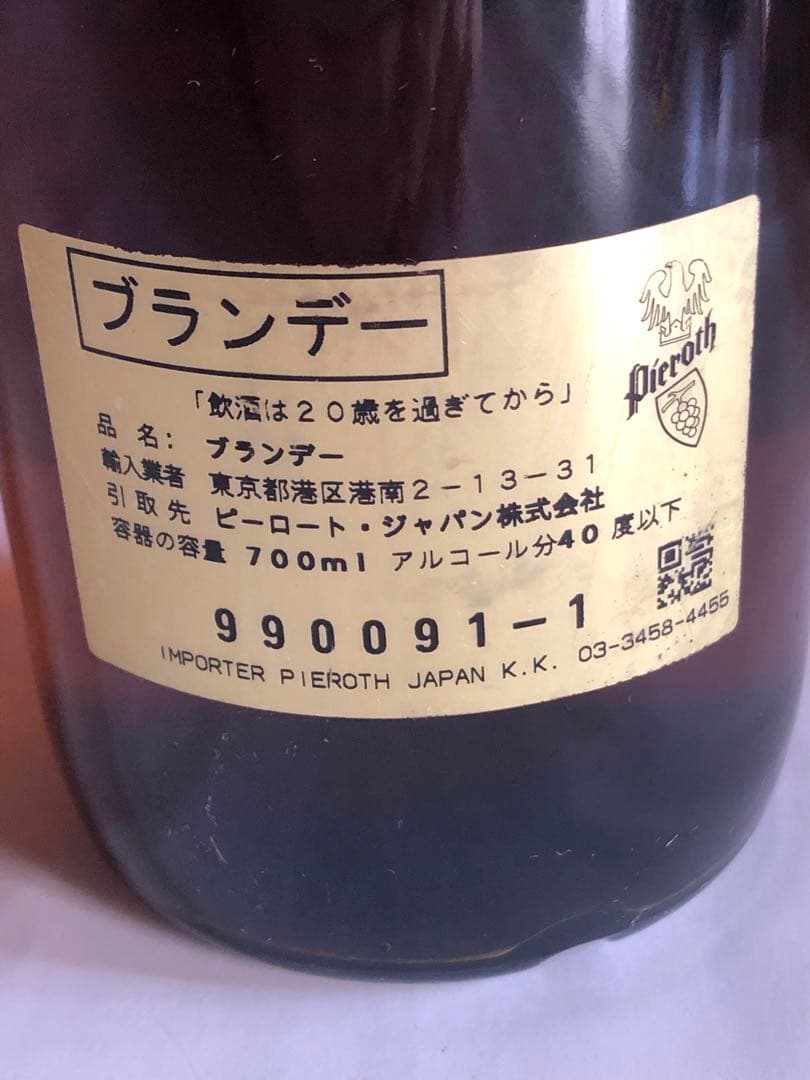 ブランデー
Pieroth
「飲酒は20歳を過ぎてから」
品名: ブランデー
輸入業者 東京都港区港南2-13-31
引取先 ピーロート・ジャパン株式会社
容器の容量 700ml アルコール分40度以下
990091-1
IMPORTER PIEROTH JAPAN K.K. 03-3458-4455